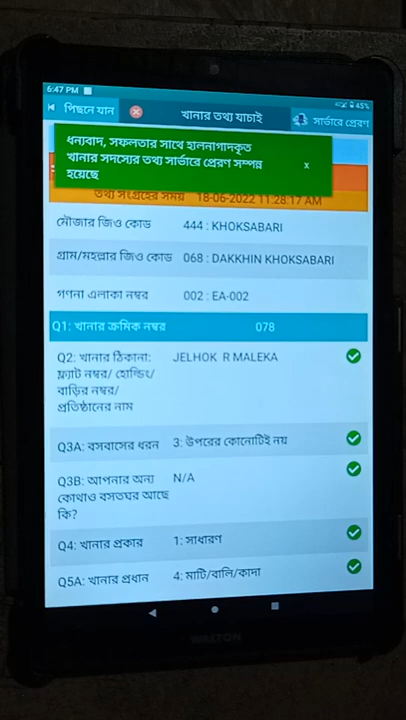 6:47 PM
45%
পিছনে যান
খানার তথ্য যাচাই
সার্ভারে প্রেরণ
ধন্যবাদ, সফলতার সাথে হালনাগাদকৃত
খানার সদস্যের তথ্য সার্ভারে প্রেরণ সম্পন্ন
হয়েছে
x
তথ্য সংগ্রহের সময় 18-06-2022 11:28:17 AM
মৌজার জিও কোড 444 : KHOKSABARI
গ্রাম/মহল্লার জিও কোড 068 : DAKKHIN KHOKSABARI
গণনা এলাকা নম্বর 002 : EA-002
Q1: খানার ক্রমিক নম্বর 078
Q2: খানার ঠিকানা: JELHOK R MALEKA
ফ্ল্যাট নম্বর/ হোল্ডিং/
বাড়ির নম্বর/
প্রতিষ্ঠানের নাম
Q3A: বসবাসের ধরন 3: উপরের কোনোটিই নয়
Q3B: আপনার অন্য N/A
কোথাও বসতঘর আছে
কি?
Q4: খানার প্রকার 1: সাধারণ
Q5A: খানার প্রধান 4: মাটি/বালি/কাদা
WALTON